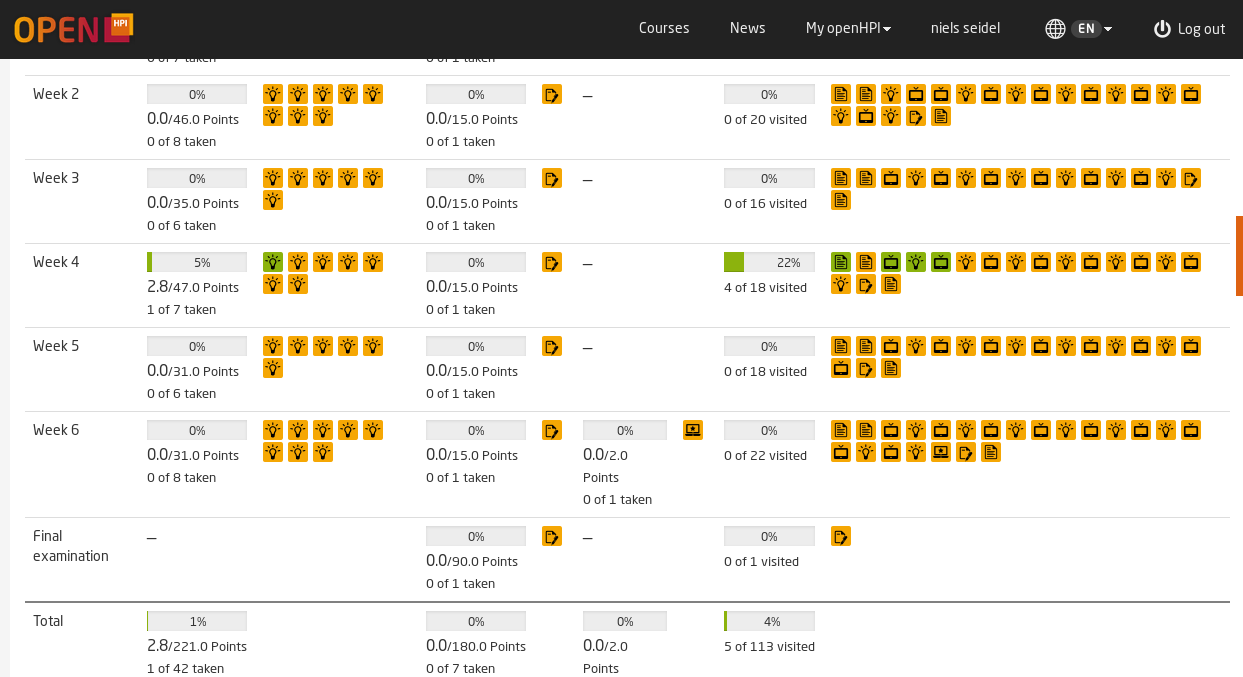 OPEN HPI
Courses News My openHPI niels seidel EN Log out
0 of 7 taken 0 of 1 taken
Week 2 0% 0% – 0%
0.0/46.0 Points 0.0/15.0 Points 0 of 20 visited
0 of 8 taken 0 of 1 taken
Week 3 0% 0% – 0%
0.0/35.0 Points 0.0/15.0 Points 0 of 16 visited
0 of 6 taken 0 of 1 taken
Week 4 5% 0% – 22%
2.8/47.0 Points 0.0/15.0 Points 4 of 18 visited
1 of 7 taken 0 of 1 taken
Week 5 0% 0% – 0%
0.0/31.0 Points 0.0/15.0 Points 0 of 18 visited
0 of 6 taken 0 of 1 taken
Week 6 0% 0% 0% 0%
0.0/31.0 Points 0.0/15.0 Points 0.0/2.0 0 of 22 visited
0 of 8 taken 0 of 1 taken Points
0 of 1 taken
Final – 0% – 0%
examination 0.0/90.0 Points 0 of 1 visited
0 of 1 taken
Total 1% 0% 0% 4%
2.8/221.0 Points 0.0/180.0 Points 0.0/2.0 5 of 113 visited
1 of 42 taken 0 of 7 taken Points